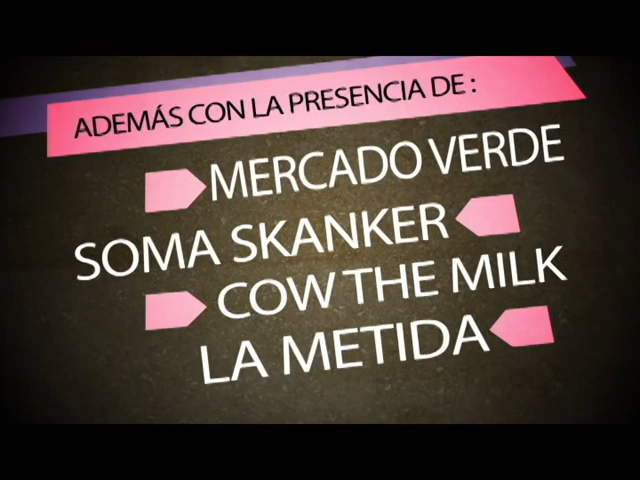 ADEMÁS CON LA PRESENCIA DE :
MERCADO VERDE
SOMA SKANKER
COW THE MILK
LA METIDA